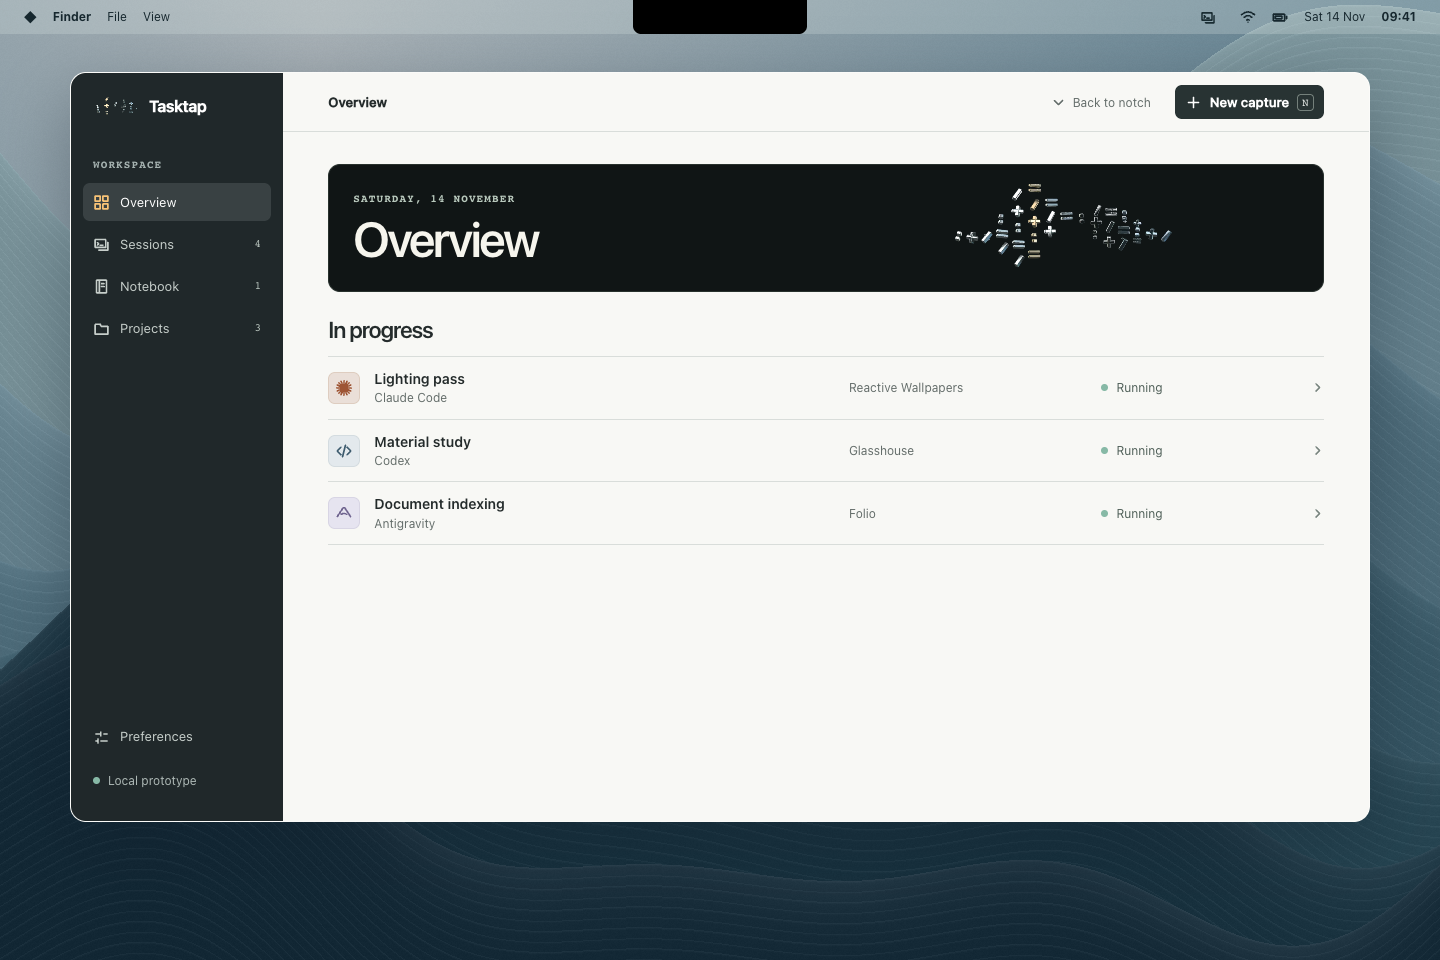 Finder File View
Sat 14 Nov 09:41
Tasktap
Overview
Back to notch
New capture N
WORKSPACE
Overview
Sessions 4
Notebook 1
Projects 3
Preferences
Local prototype
SATURDAY, 14 NOVEMBER
Overview
In progress
Lighting pass
Claude Code
Reactive Wallpapers
Running
Material study
Codex
Glasshouse
Running
Document indexing
Antigravity
Folio
Running